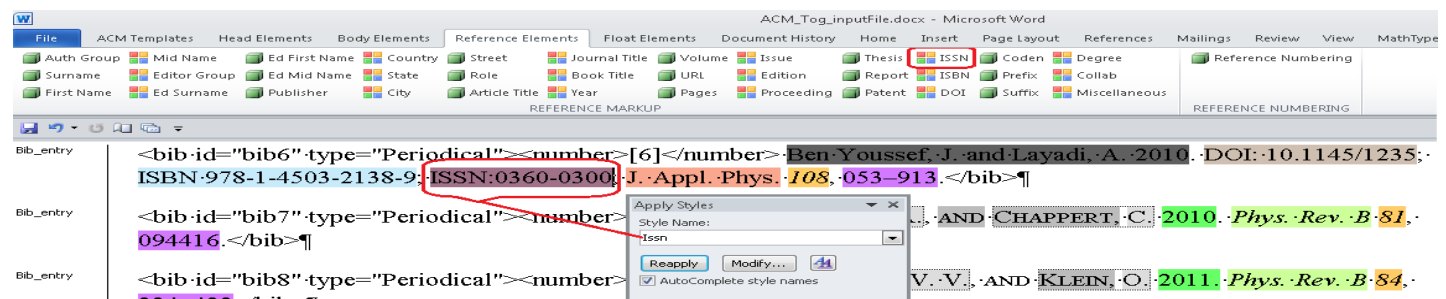 ACM_Tog_inputFile.docx - Microsoft Word
File ACM Templates Head Elements Body Elements Reference Elements Float Elements Document History Home Insert Page Layout References Mailings Review View MathType
Auth Group Mid Name Ed First Name Country Street Journal Title Volume Issue Thesis ISSN Coden Degree Reference Numbering
Surname Editor Group Ed Mid Name State Role Book Title URL Edition Report ISBN Prefix Collab
First Name Ed Surname Publisher City Article Title Year Pages Proceeding Patent DOI Suffix Miscellaneous
REFERENCE MARKUP REFERENCE NUMBERING
Bib_entry <bib·id="bib6"·type="Periodical"><number>[6]</number>·Ben·Youssef,·J.·and·Layadi,·A.·2010.·DOI:·10.1145/1235;·
ISBN·978-1-4503-2138-9;·ISSN:0360-0300,·J.·Appl.·Phys.·108,·053–913.</bib>¶
Apply Styles
Style Name:
Issn
Reapply Modify...
AutoComplete style names
Bib_entry <bib·id="bib7"·type="Periodical"><number> ,·AND·CHAPPERT,·C.·2010.·Phys.·Rev.·B·81,·
094416.</bib>¶
Bib_entry <bib·id="bib8"·type="Periodical"><number> V.·V.,·AND·KLEIN,·O.·2011.·Phys.·Rev.·B·84,·